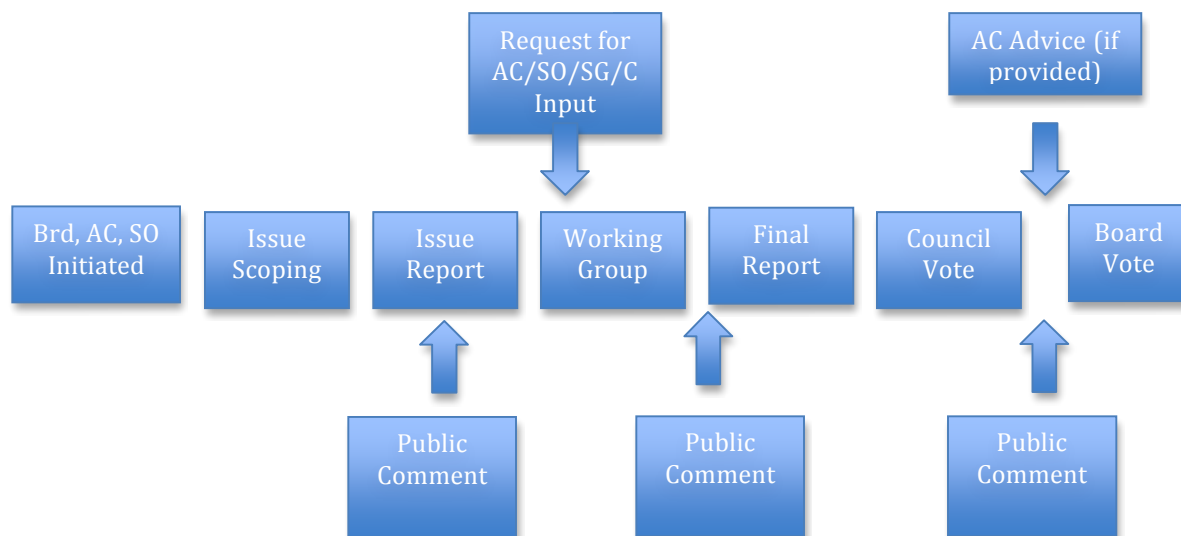 Request for
AC/SO/SG/C
Input
AC Advice (if
provided)
Brd, AC, SO
Initiated
Issue
Scoping
Issue
Report
Working
Group
Final
Report
Council
Vote
Board
Vote
Public
Comment
Public
Comment
Public
Comment